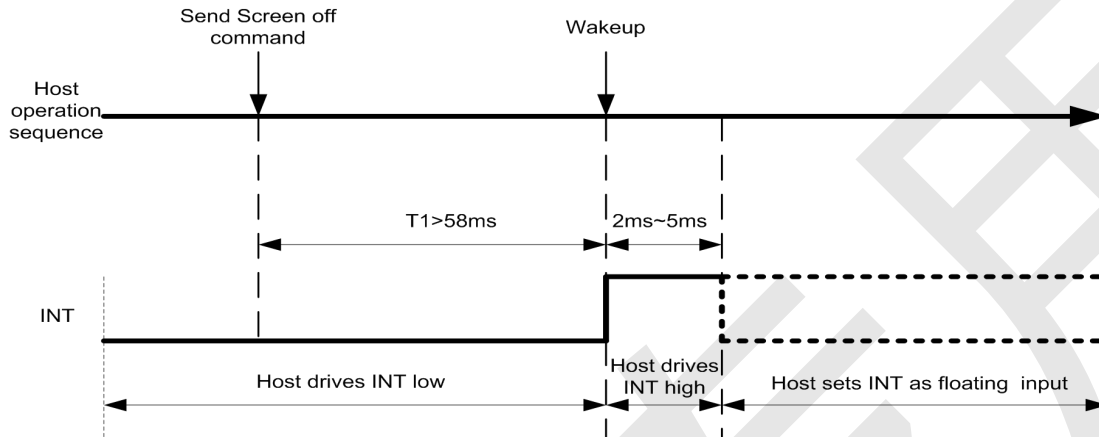 Send Screen off
command
Wakeup
Host
operation
sequence
T1>58ms
2ms~5ms
INT
Host drives INT low
Host drives
INT high
Host sets INT as floating input